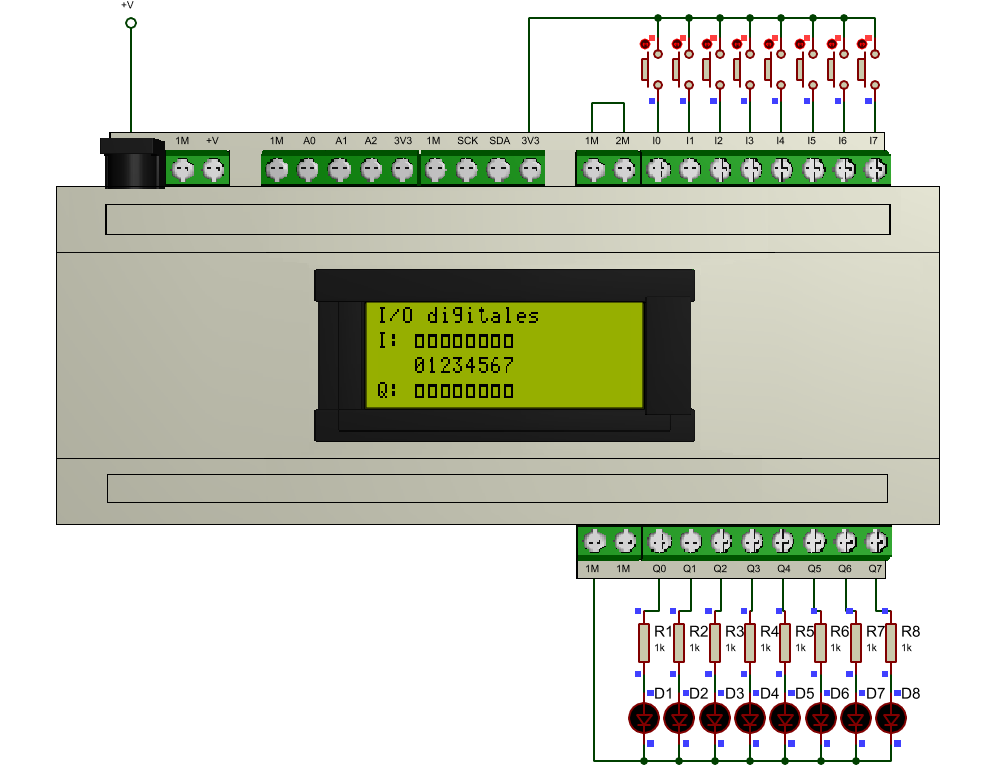 +V
1M +V 1M A0 A1 A2 3V3 1M SCK SDA 3V3 1M 2M I0 I1 I2 I3 I4 I5 I6 I7
I/O digitales
I: 
01234567
Q: 
1M 1M Q0 Q1 Q2 Q3 Q4 Q5 Q6 Q7
R1 R2 R3 R4 R5 R6 R7 R8
1k 1k 1k 1k 1k 1k 1k 1k
D1 D2 D3 D4 D5 D6 D7 D8